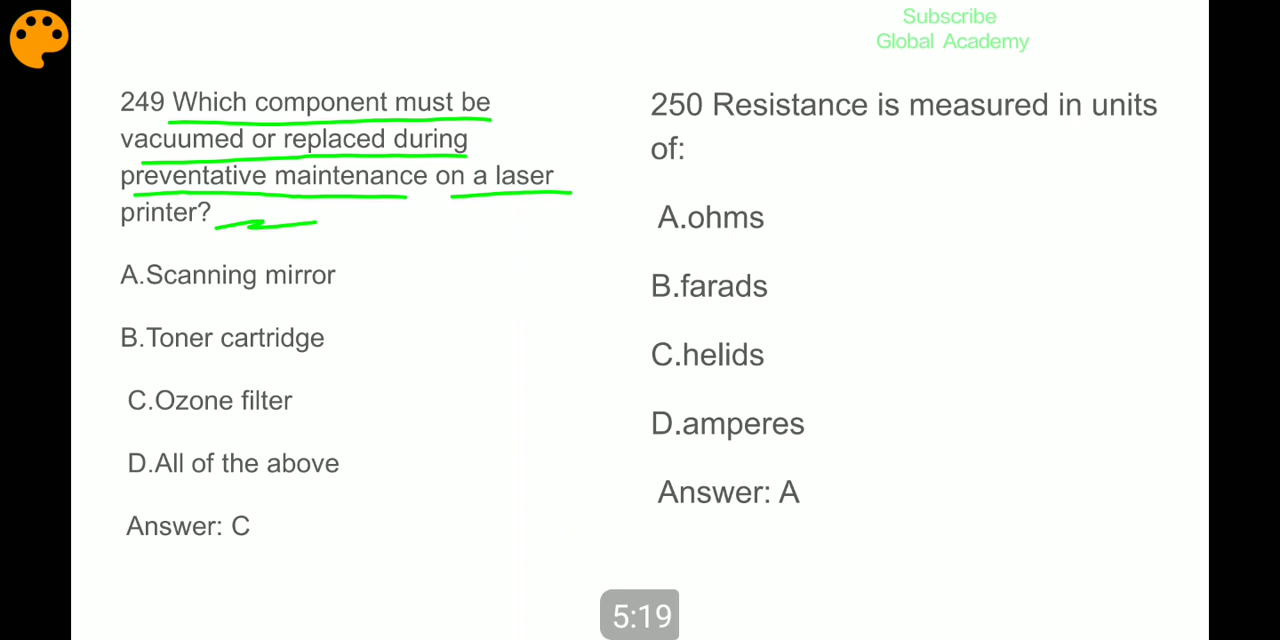 Subscribe
Global Academy
249 Which component must be
vacuumed or replaced during
preventative maintenance on a laser
printer?
A.Scanning mirror
B.Toner cartridge
C.Ozone filter
D.All of the above
Answer: C
250 Resistance is measured in units
of:
A.ohms
B.farads
C.helids
D.amperes
Answer: A
5:19